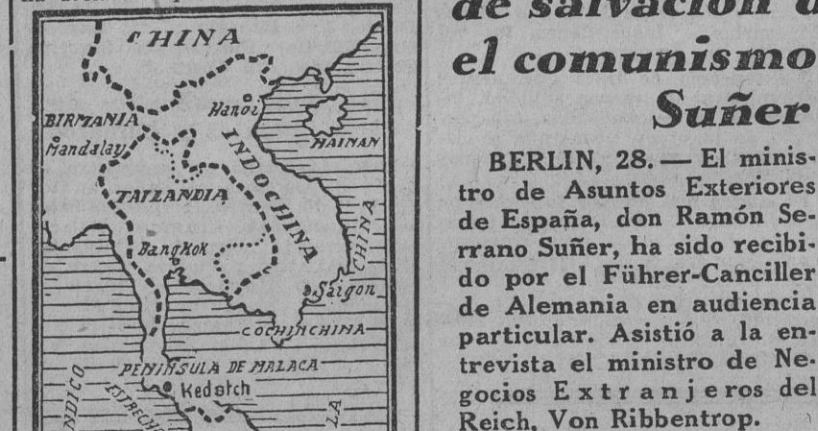 CHINA
BIRMANIA
Mandalay
Hanoi
HAINAN
INDOCHINA
TAILANDIA
Bangkok
CHINA
Saigon
COCHINCHINA
PENINSULA DE MALACA
Kedatch
ESTRECHO
LA
de salvación
el comunismo
Suñer
BERLIN, 28. — El minis-
tro de Asuntos Exteriores
de España, don Ramón Se-
rrano Suñer, ha sido recibi-
do por el Führer-Canciller
de Alemania en audiencia
particular. Asistió a la en-
trevista el ministro de Ne-
gocios Extranjeros del
Reich, Von Ribbentrop.